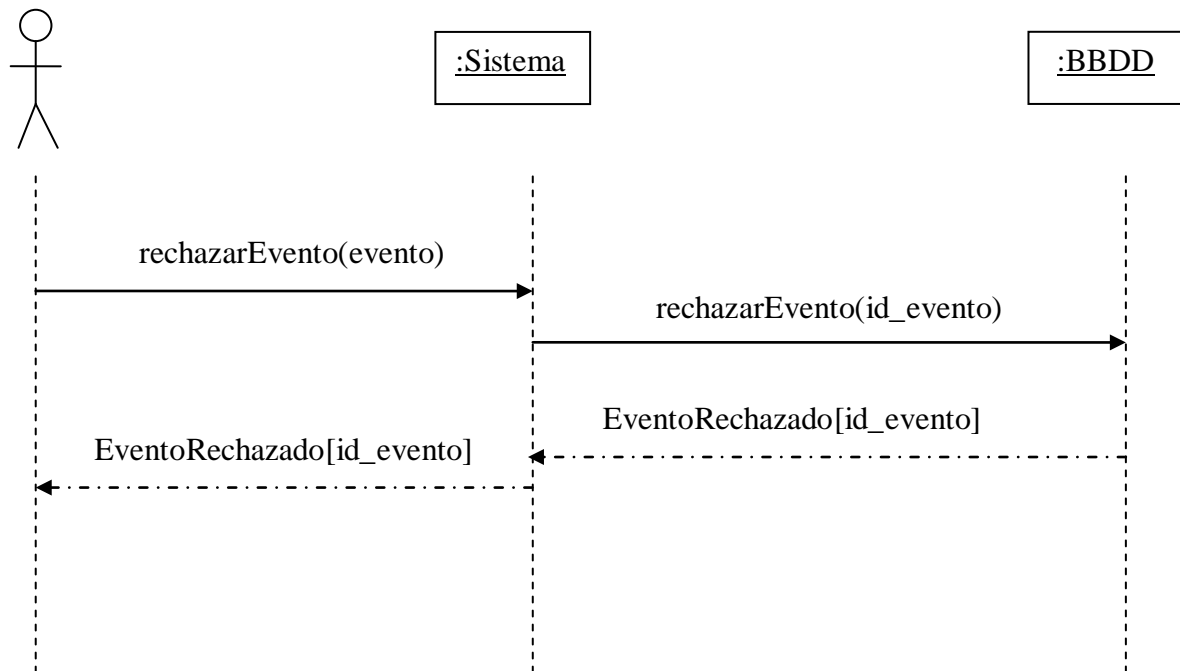 :Sistema
:BBDD
rechazarEvento(evento)
rechazarEvento(id_evento)
EventoRechazado[id_evento]
EventoRechazado[id_evento]